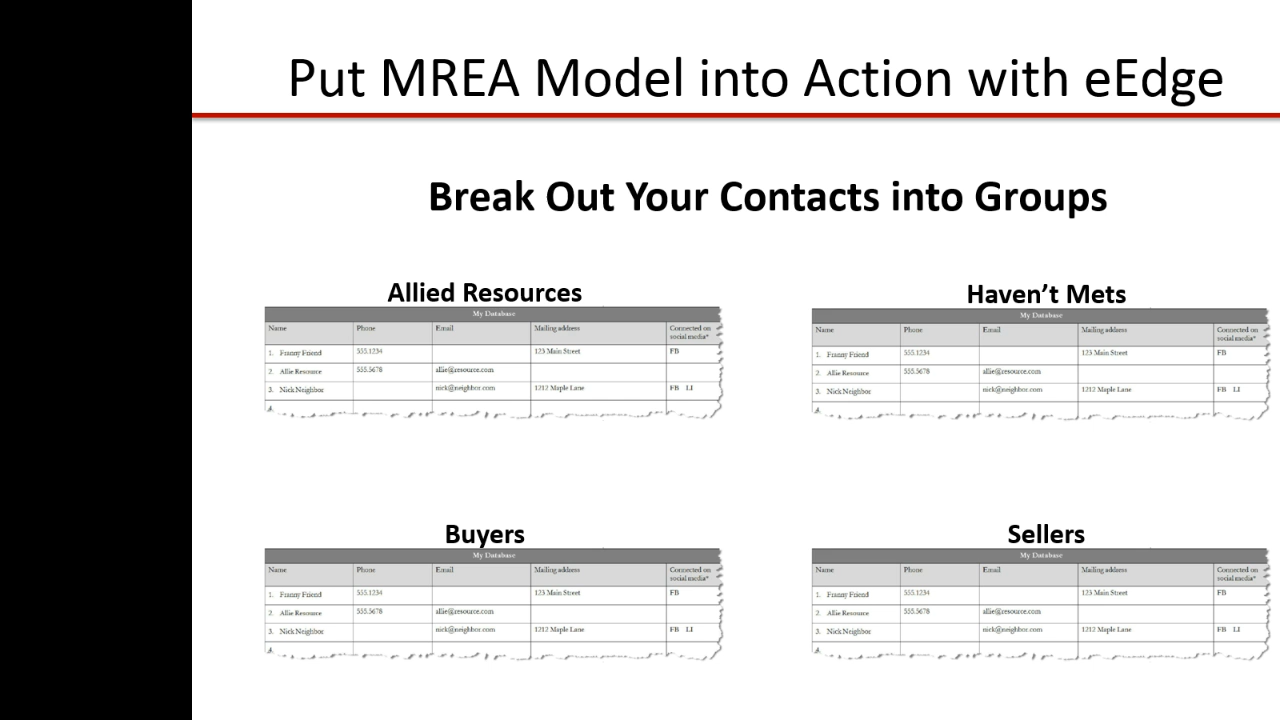 Put MREA Model into Action with eEdge
Break Out Your Contacts into Groups
Allied Resources
My Database
Name Phone Email Mailing address Connected on social media*
1. Franny Friend 555.1234 123 Main Street FB
2. Allie Resource 555.5678 allie@resource.com
3. Nick Neighbor nick@neighbor.com 1212 Maple Lane FB LI
Haven’t Mets
My Database
Name Phone Email Mailing address Connected on social media*
1. Franny Friend 555.1234 123 Main Street FB
2. Allie Resource 555.5678 allie@resource.com
3. Nick Neighbor nick@neighbor.com 1212 Maple Lane FB LI
Buyers
My Database
Name Phone Email Mailing address Connected on social media*
1. Franny Friend 555.1234 123 Main Street FB
2. Allie Resource 555.5678 allie@resource.com
3. Nick Neighbor nick@neighbor.com 1212 Maple Lane FB LI
Sellers
My Database
Name Phone Email Mailing address Connected on social media*
1. Franny Friend 555.1234 123 Main Street FB
2. Allie Resource 555.5678 allie@resource.com
3. Nick Neighbor nick@neighbor.com 1212 Maple Lane FB LI